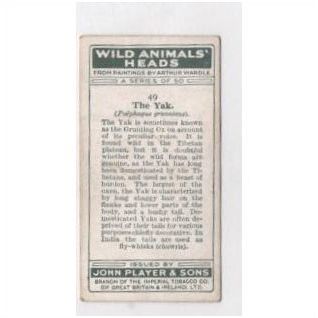 WILD ANIMALS'
HEADS
FROM PAINTINGS BY ARTHUR WARDLE
A SERIES OF 50
49
The Yak.
(Poëphagus grunniens).
The Yak is sometimes known
as the Grunting Ox on account
of its peculiar voice. It is
found wild in the Tibetan
plateau, but it is doubtful
whether the wild forms are
genuine, as the Yak has long
been domesticated by the Ti-
betans, and used as a beast of
burden. The largest of the
oxen, the Yak is characterized
by long shaggy hair on the
flanks and lower parts of the
body, and a bushy tail. Do-
mesticated Yaks are often de-
prived of their tails for various
purposes chiefly decorative. In
India the tails are used as
fly-whisks (chowris).
ISSUED BY
JOHN PLAYER & SONS
BRANCH OF THE IMPERIAL TOBACCO CO.
(OF GREAT BRITAIN & IRELAND), LTD.